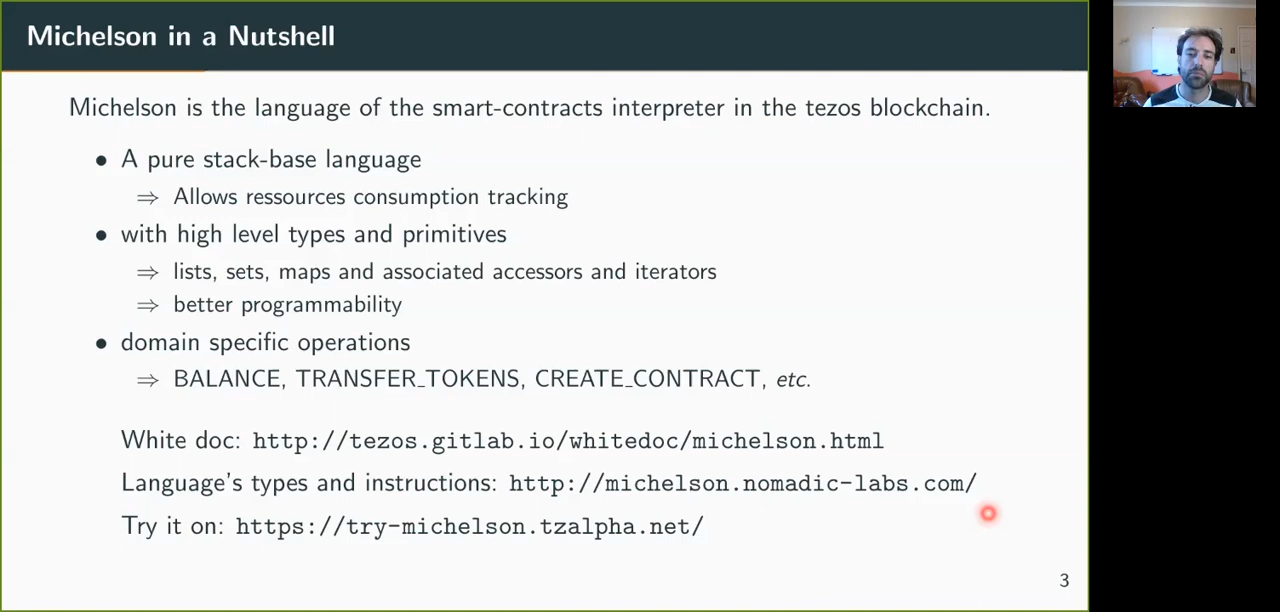 Michelson in a Nutshell
Michelson is the language of the smart-contracts interpreter in the tezos blockchain.
• A pure stack-base language
⇒ Allows ressources consumption tracking
• with high level types and primitives
⇒ lists, sets, maps and associated accessors and iterators
⇒ better programmability
• domain specific operations
⇒ BALANCE, TRANSFER_TOKENS, CREATE_CONTRACT, etc.
White doc: http://tezos.gitlab.io/whitedoc/michelson.html
Language's types and instructions: http://michelson.nomadic-labs.com/
Try it on: https://try-michelson.tzalpha.net/
3